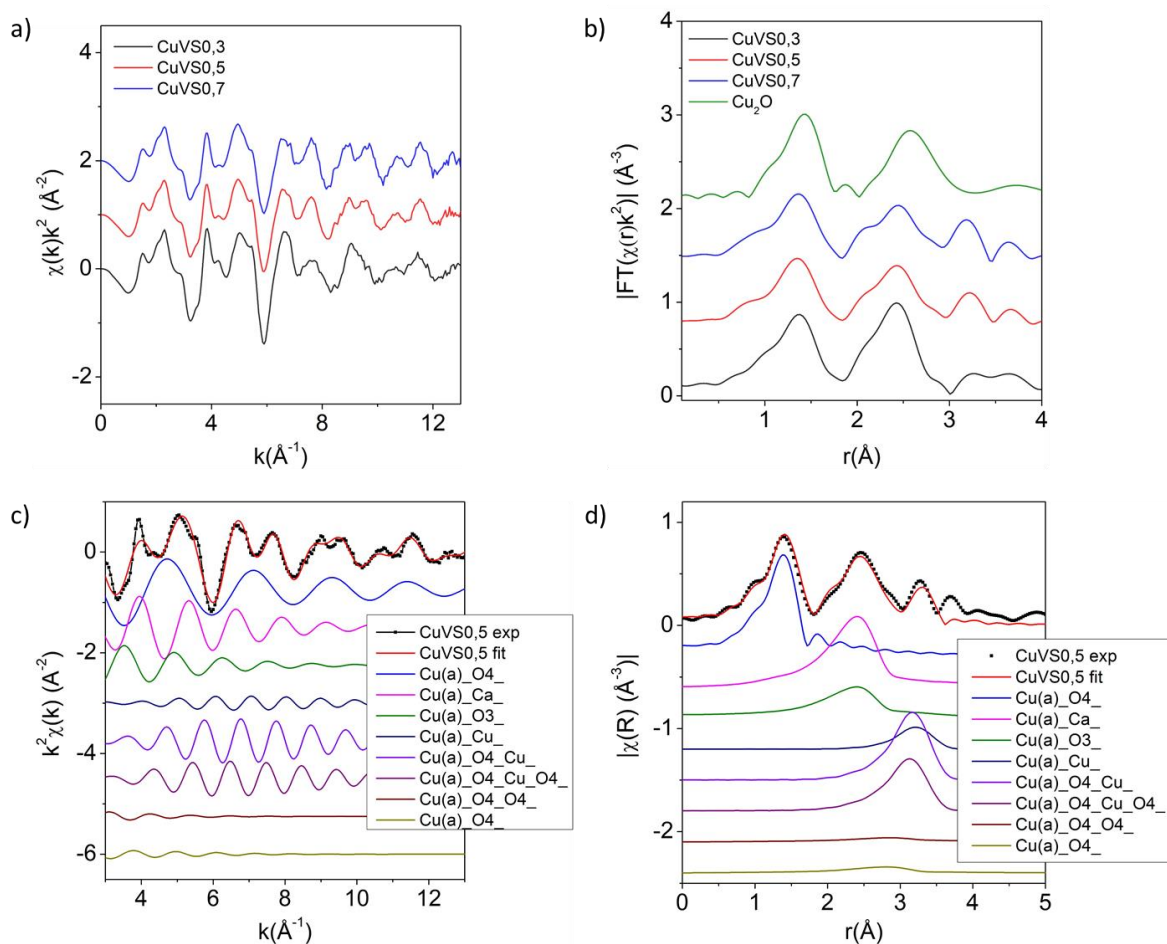 a)
CuVS0,3
CuVS0,5
CuVS0,7
4
2
0
-2
χ(k)k² (Å⁻²)
0
4
8
12
k(Å⁻¹)
b)
CuVS0,3
CuVS0,5
CuVS0,7
Cu₂O
4
3
2
1
0
|FT(χ(r)k²)| (Å⁻³)
1
2
3
4
r(Å)
c)
0
-2
-4
-6
k²χ(k) (A⁻²)
CuVS0,5 exp
CuVS0,5 fit
Cu(a)_O4_
Cu(a)_Ca_
Cu(a)_O3_
Cu(a)_Cu_
Cu(a)_O4_Cu_
Cu(a)_O4_Cu_O4_
Cu(a)_O4_O4_
Cu(a)_O4_
4
6
8
10
12
k(Å⁻¹)
d)
1
0
-1
-2
|χ(R)| (Å⁻³)
CuVS0,5 exp
CuVS0,5 fit
Cu(a)_O4_
Cu(a)_Ca_
Cu(a)_O3_
Cu(a)_Cu_
Cu(a)_O4_Cu_
Cu(a)_O4_Cu_O4_
Cu(a)_O4_O4_
Cu(a)_O4_
0
1
2
3
4
5
r(Å)